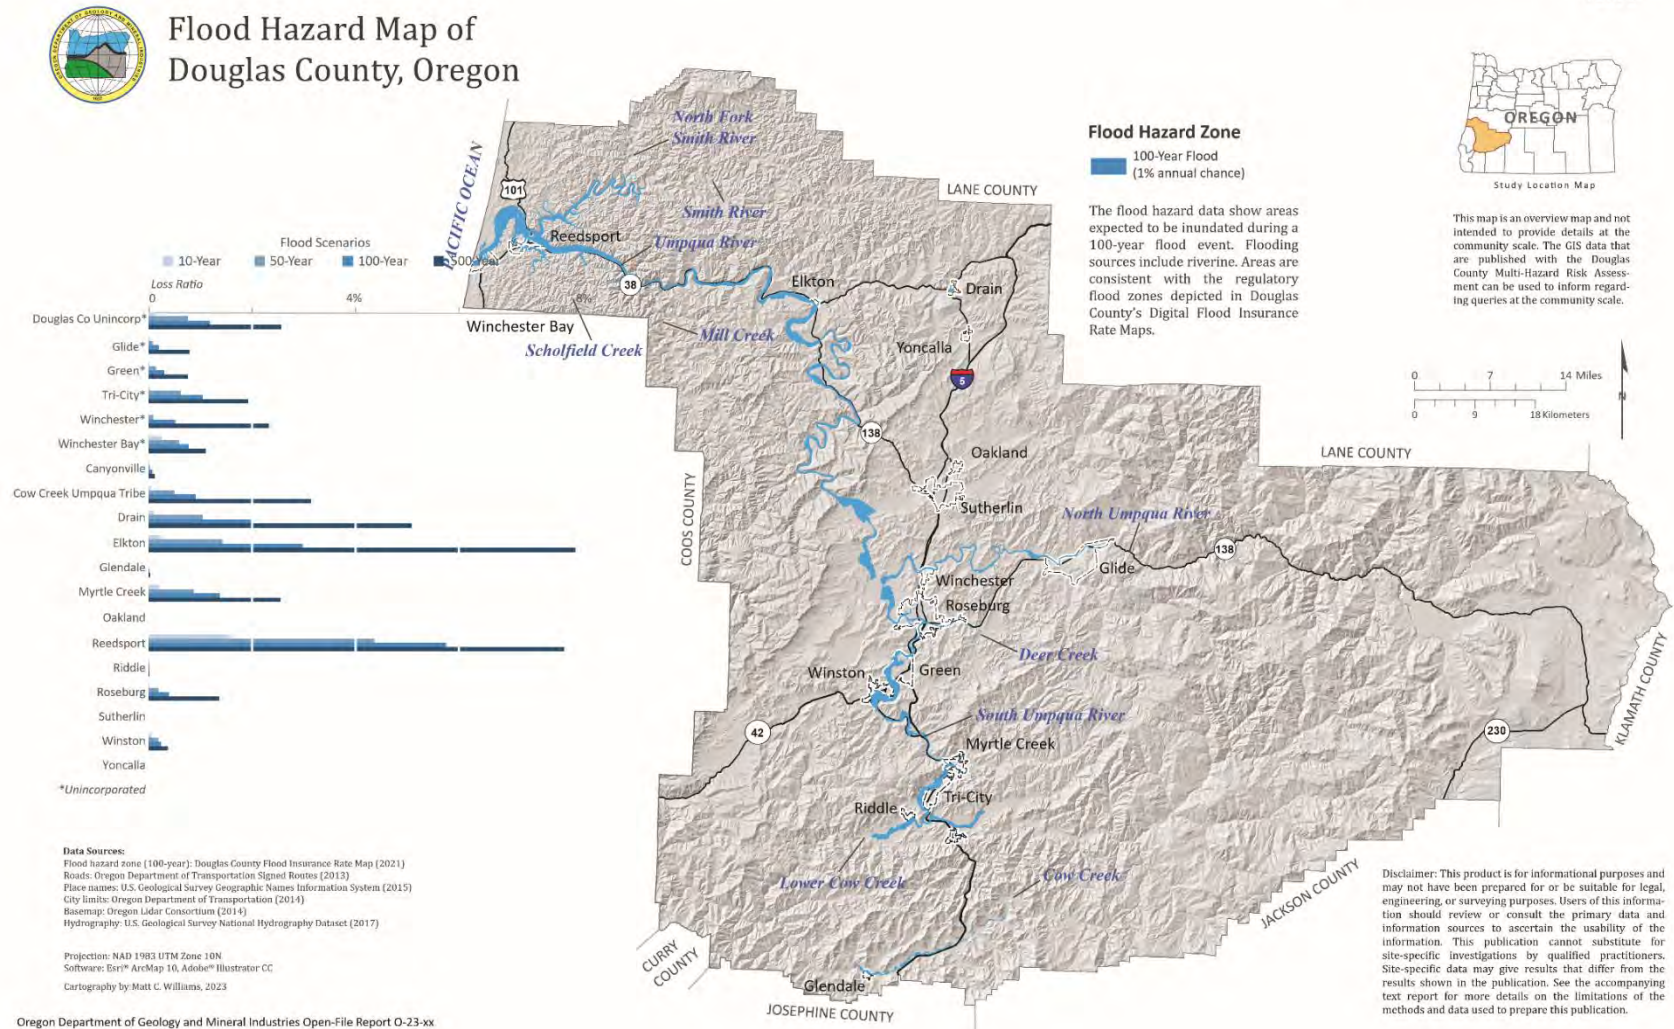 Flood Hazard Map of
Douglas County, Oregon
OREGON DEPARTMENT OF GEOLOGY AND MINERAL INDUSTRIES
1937
North Fork
Smith River
PACIFIC OCEAN
101
Smith River
Reedsport
Umpqua River
38
Elkton
Drain
Winchester Bay
Scholfield Creek
Mill Creek
Yoncalla
5
138
Oakland
Sutherlin
North Umpqua River
138
Glide
Winchester
Roseburg
Deer Creek
Winston
Green
South Umpqua River
42
Myrtle Creek
230
Riddle
Tri-City
Lower Cow Creek
Cow Creek
Glendale
LANE COUNTY
LANE COUNTY
COOS COUNTY
KLAMATH COUNTY
JACKSON COUNTY
CURRY
COUNTY
JOSEPHINE COUNTY
Flood Scenarios
10-Year
50-Year
100-Year
500-Year
Loss Ratio
0
4%
8%
Douglas Co Unincorp*
Glide*
Green*
Tri-City*
Winchester*
Winchester Bay*
Canyonville
Cow Creek Umpqua Tribe
Drain
Elkton
Glendale
Myrtle Creek
Oakland
Reedsport
Riddle
Roseburg
Sutherlin
Winston
Yoncalla
*Unincorporated
Data Sources:
Flood hazard zone (100-year): Douglas County Flood Insurance Rate Map (2021)
Roads: Oregon Department of Transportation Signed Routes (2013)
Place names: U.S. Geological Survey Geographic Names Information System (2015)
City limits: Oregon Department of Transportation (2014)
Basemap: Oregon Lidar Consortium (2014)
Hydrography: U.S. Geological Survey National Hydrography Dataset (2017)
Projection: NAD 1983 UTM Zone 10N
Software: Esri® ArcMap 10, Adobe® Illustrator CC
Cartography by Matt C. Williams, 2023
Oregon Department of Geology and Mineral Industries Open-File Report O-23-xx
Flood Hazard Zone
100-Year Flood
(1% annual chance)
The flood hazard data show areas
expected to be inundated during a
100-year flood event. Flooding
sources include riverine. Areas are
consistent with the regulatory
flood zones depicted in Douglas
County's Digital Flood Insurance
Rate Maps.
OREGON
Study Location Map
This map is an overview map and not
intended to provide details at the
community scale. The GIS data that
are published with the Douglas
County Multi-Hazard Risk Assess-
ment can be used to inform regard-
ing queries at the community scale.
0 7 14 Miles
0 9 18 Kilometers
N
Disclaimer: This product is for informational purposes and
may not have been prepared for or be suitable for legal,
engineering, or surveying purposes. Users of this informa-
tion should review or consult the primary data and
information sources to ascertain the usability of the
information. This publication cannot substitute for
site-specific investigations by qualified practitioners.
Site-specific data may give results that differ from the
results shown in the publication. See the accompanying
text report for more details on the limitations of the
methods and data used to prepare this publication.